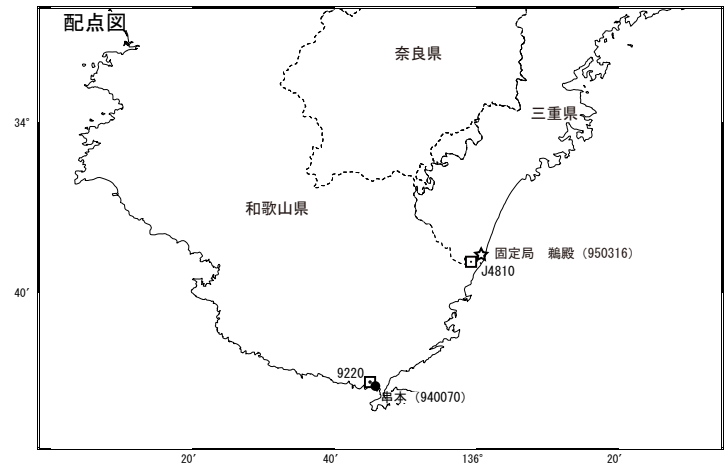 配点図
奈良県
34°
三重県
和歌山県
固定局 鵜殿（950316）
J4810
40′
9220
串本（940070）
20′
40′
136°
20′